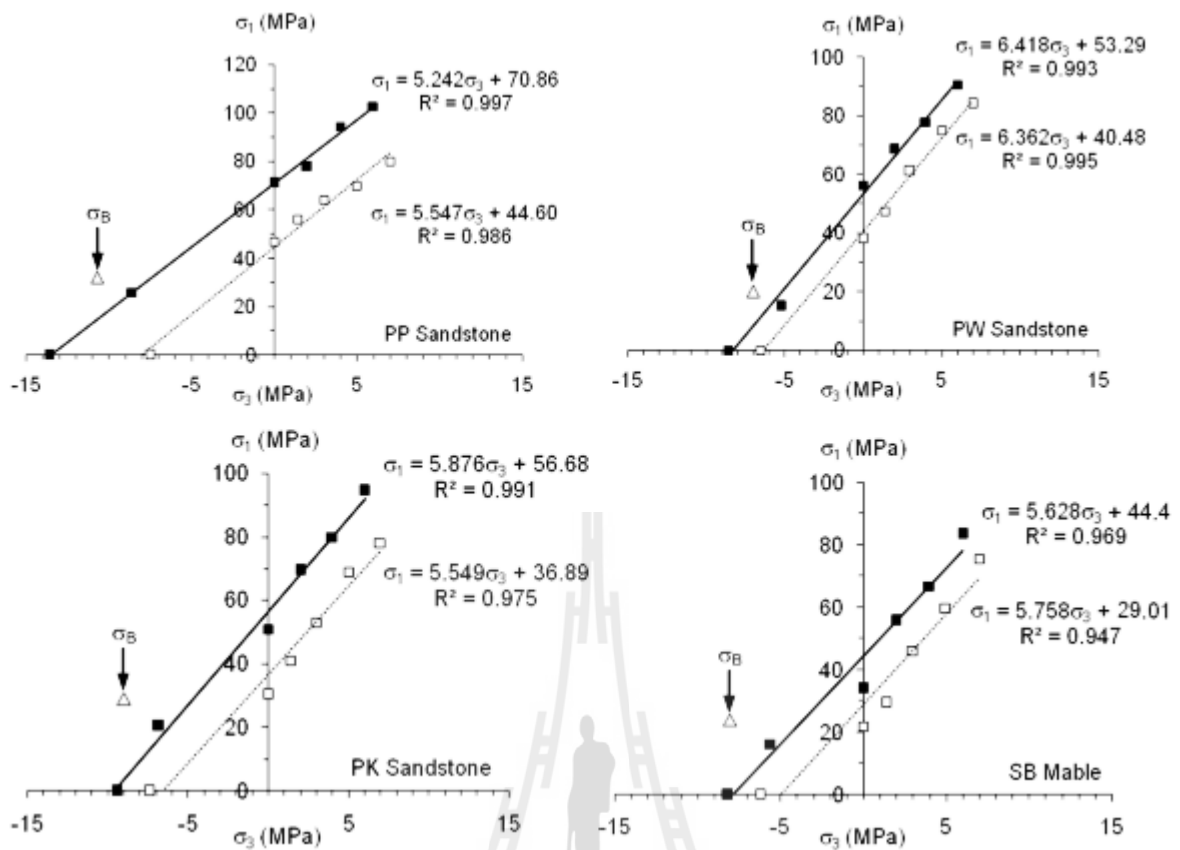 σ₁ (MPa)
120
100
80
60
40
20
0
-15
-5
5
15
σ₃ (MPa)
σ₁ = 5.242σ₃ + 70.86
R² = 0.997
σ₁ = 5.547σ₃ + 44.60
R² = 0.986
σB
PP Sandstone
σ₁ (MPa)
100
80
60
40
20
0
-15
-5
5
15
σ₃ (MPa)
σ₁ = 6.418σ₃ + 53.29
R² = 0.993
σ₁ = 6.362σ₃ + 40.48
R² = 0.995
σB
PW Sandstone
σ₁ (MPa)
100
80
60
40
20
0
-15
-5
5
15
σ₃ (MPa)
σ₁ = 5.876σ₃ + 56.68
R² = 0.991
σ₁ = 5.549σ₃ + 36.89
R² = 0.975
σB
PK Sandstone
σ₁ (MPa)
100
80
60
40
20
0
-15
-5
5
15
σ₃ (MPa)
σ₁ = 5.628σ₃ + 44.4
R² = 0.969
σ₁ = 5.758σ₃ + 29.01
R² = 0.947
σB
SB Mable